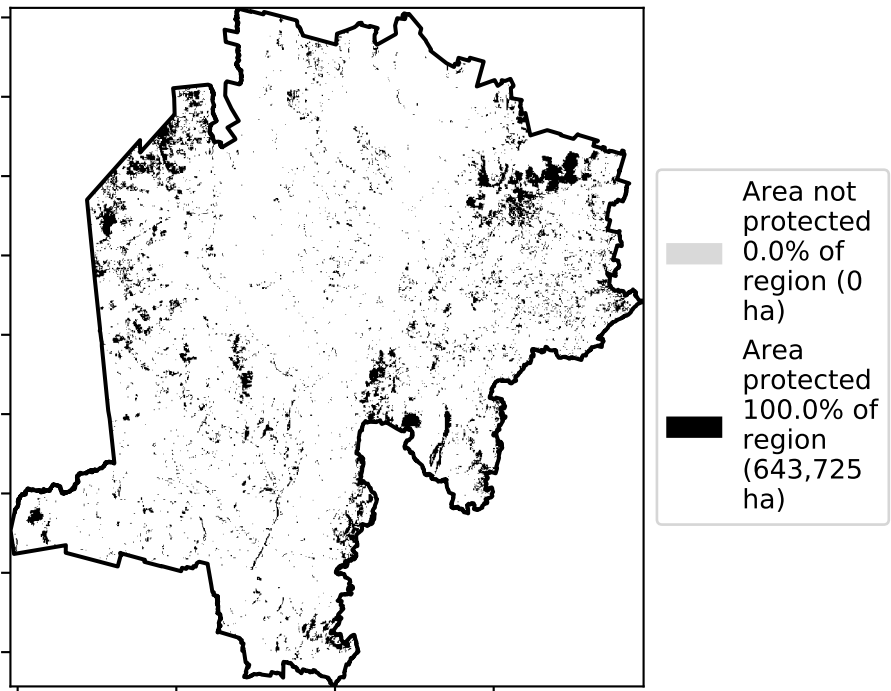 Area not
protected
0.0% of
region (0
ha)
Area
protected
100.0% of
region
(643,725
ha)